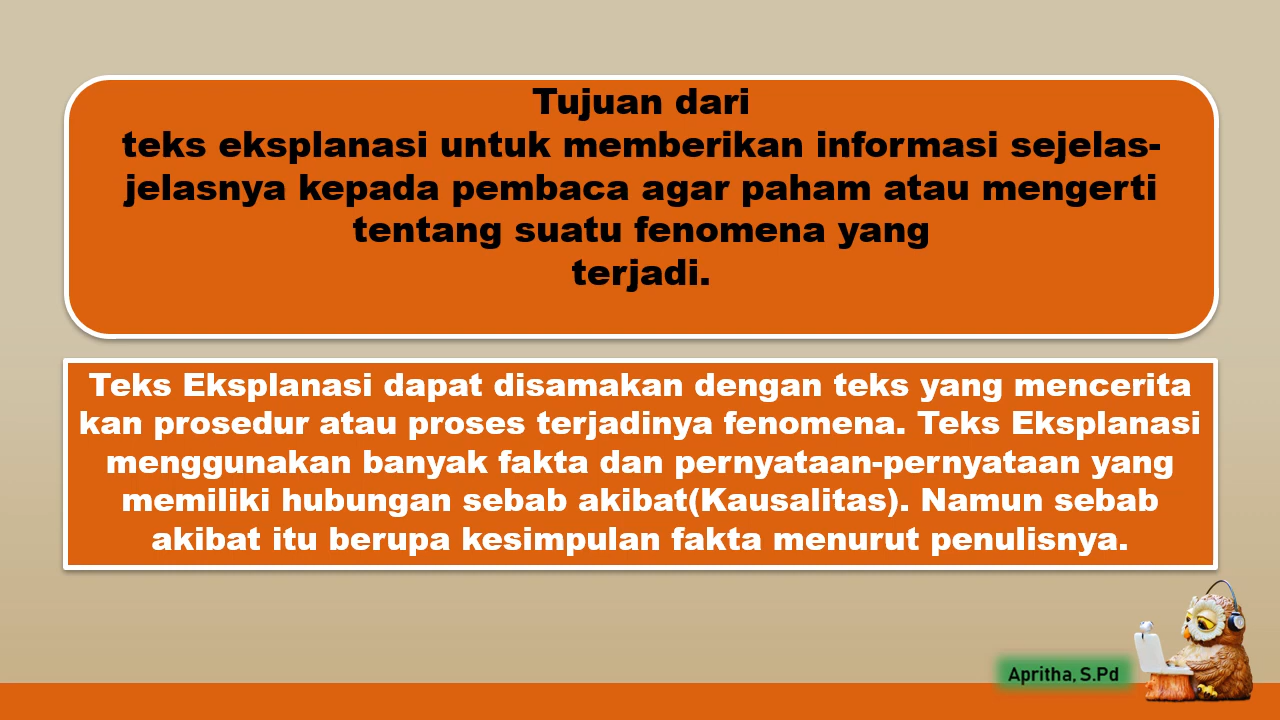 Tujuan dari
teks eksplanasi untuk memberikan informasi sejelas-
jelasnya kepada pembaca agar paham atau mengerti
tentang suatu fenomena yang
terjadi.
Teks Eksplanasi dapat disamakan dengan teks yang mencerita
kan prosedur atau proses terjadinya fenomena. Teks Eksplanasi
menggunakan banyak fakta dan pernyataan-pernyataan yang
memiliki hubungan sebab akibat(Kausalitas). Namun sebab
akibat itu berupa kesimpulan fakta menurut penulisnya.
Apritha, S.Pd